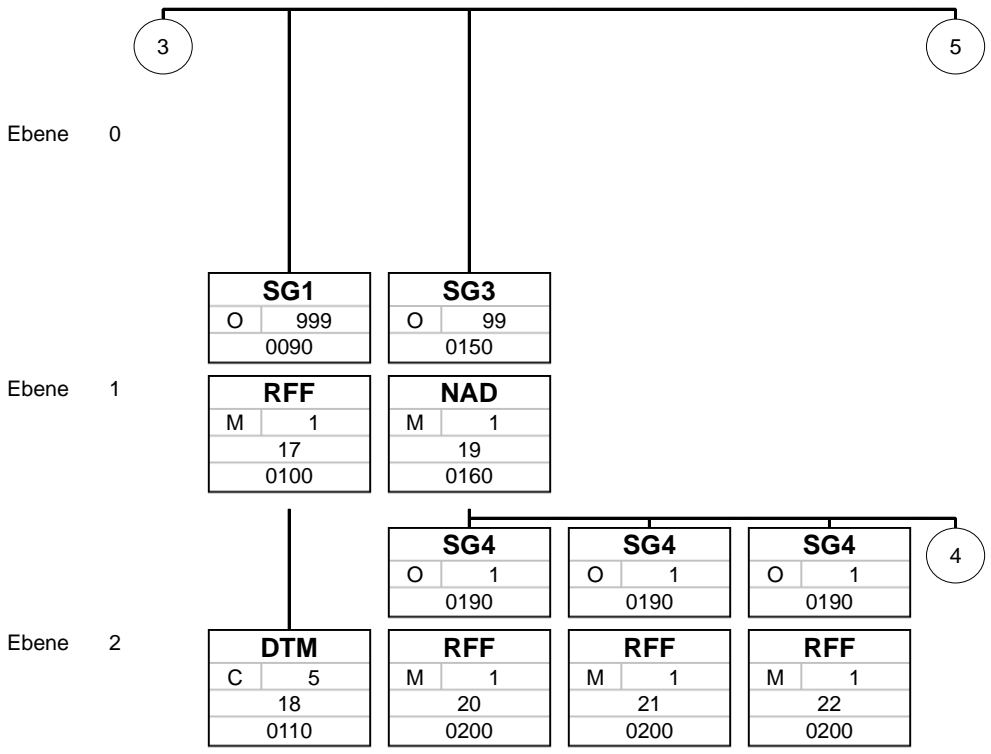 3 5
Ebene 0
SG1 SG3
O 999 O 99
0090 0150
Ebene 1
RFF NAD
M 1 M 1
17 19
0100 0160
SG4 SG4 SG4 4
O 1 O 1 O 1
0190 0190 0190
Ebene 2
DTM RFF RFF RFF
C 5 M 1 M 1 M 1
18 20 21 22
0110 0200 0200 0200